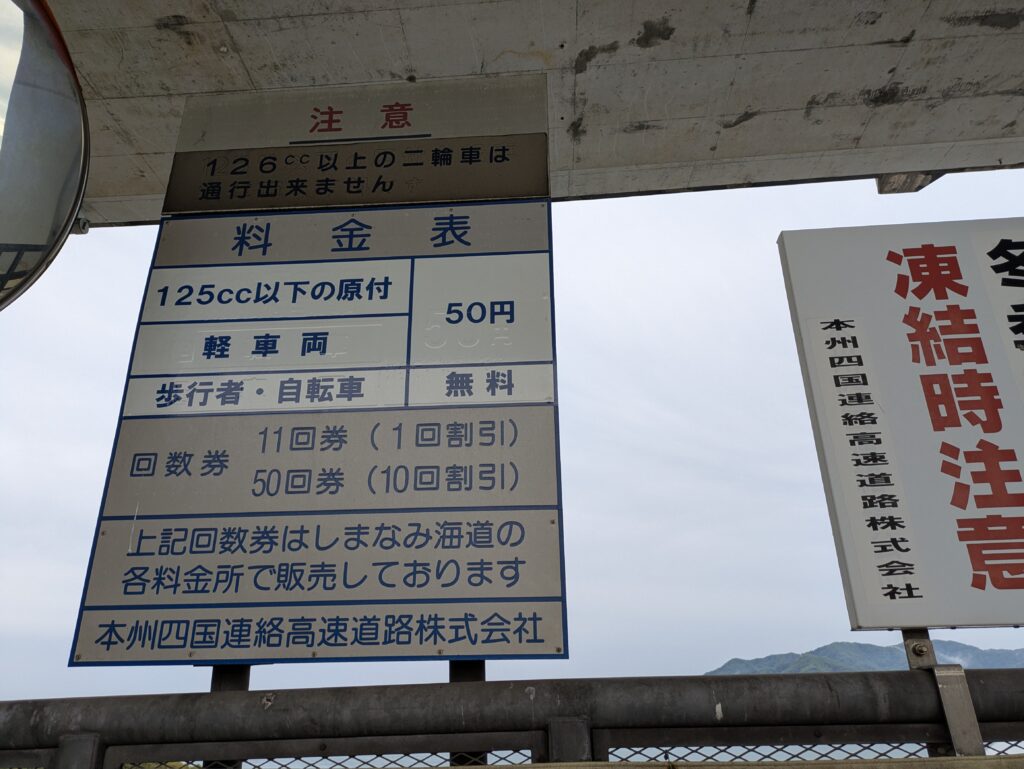 注意
126cc以上の二輪車は
通行出来ません
料金表
125cc以下の原付
50円
軽車両
歩行者・自転車
無料
回数券
11回券（1回割引）
50回券（10回割引）
上記回数券はしまなみ海道の
各料金所で販売しております
本州四国連絡高速道路株式会社
凍結時注意
本州四国連絡高速道路株式会社